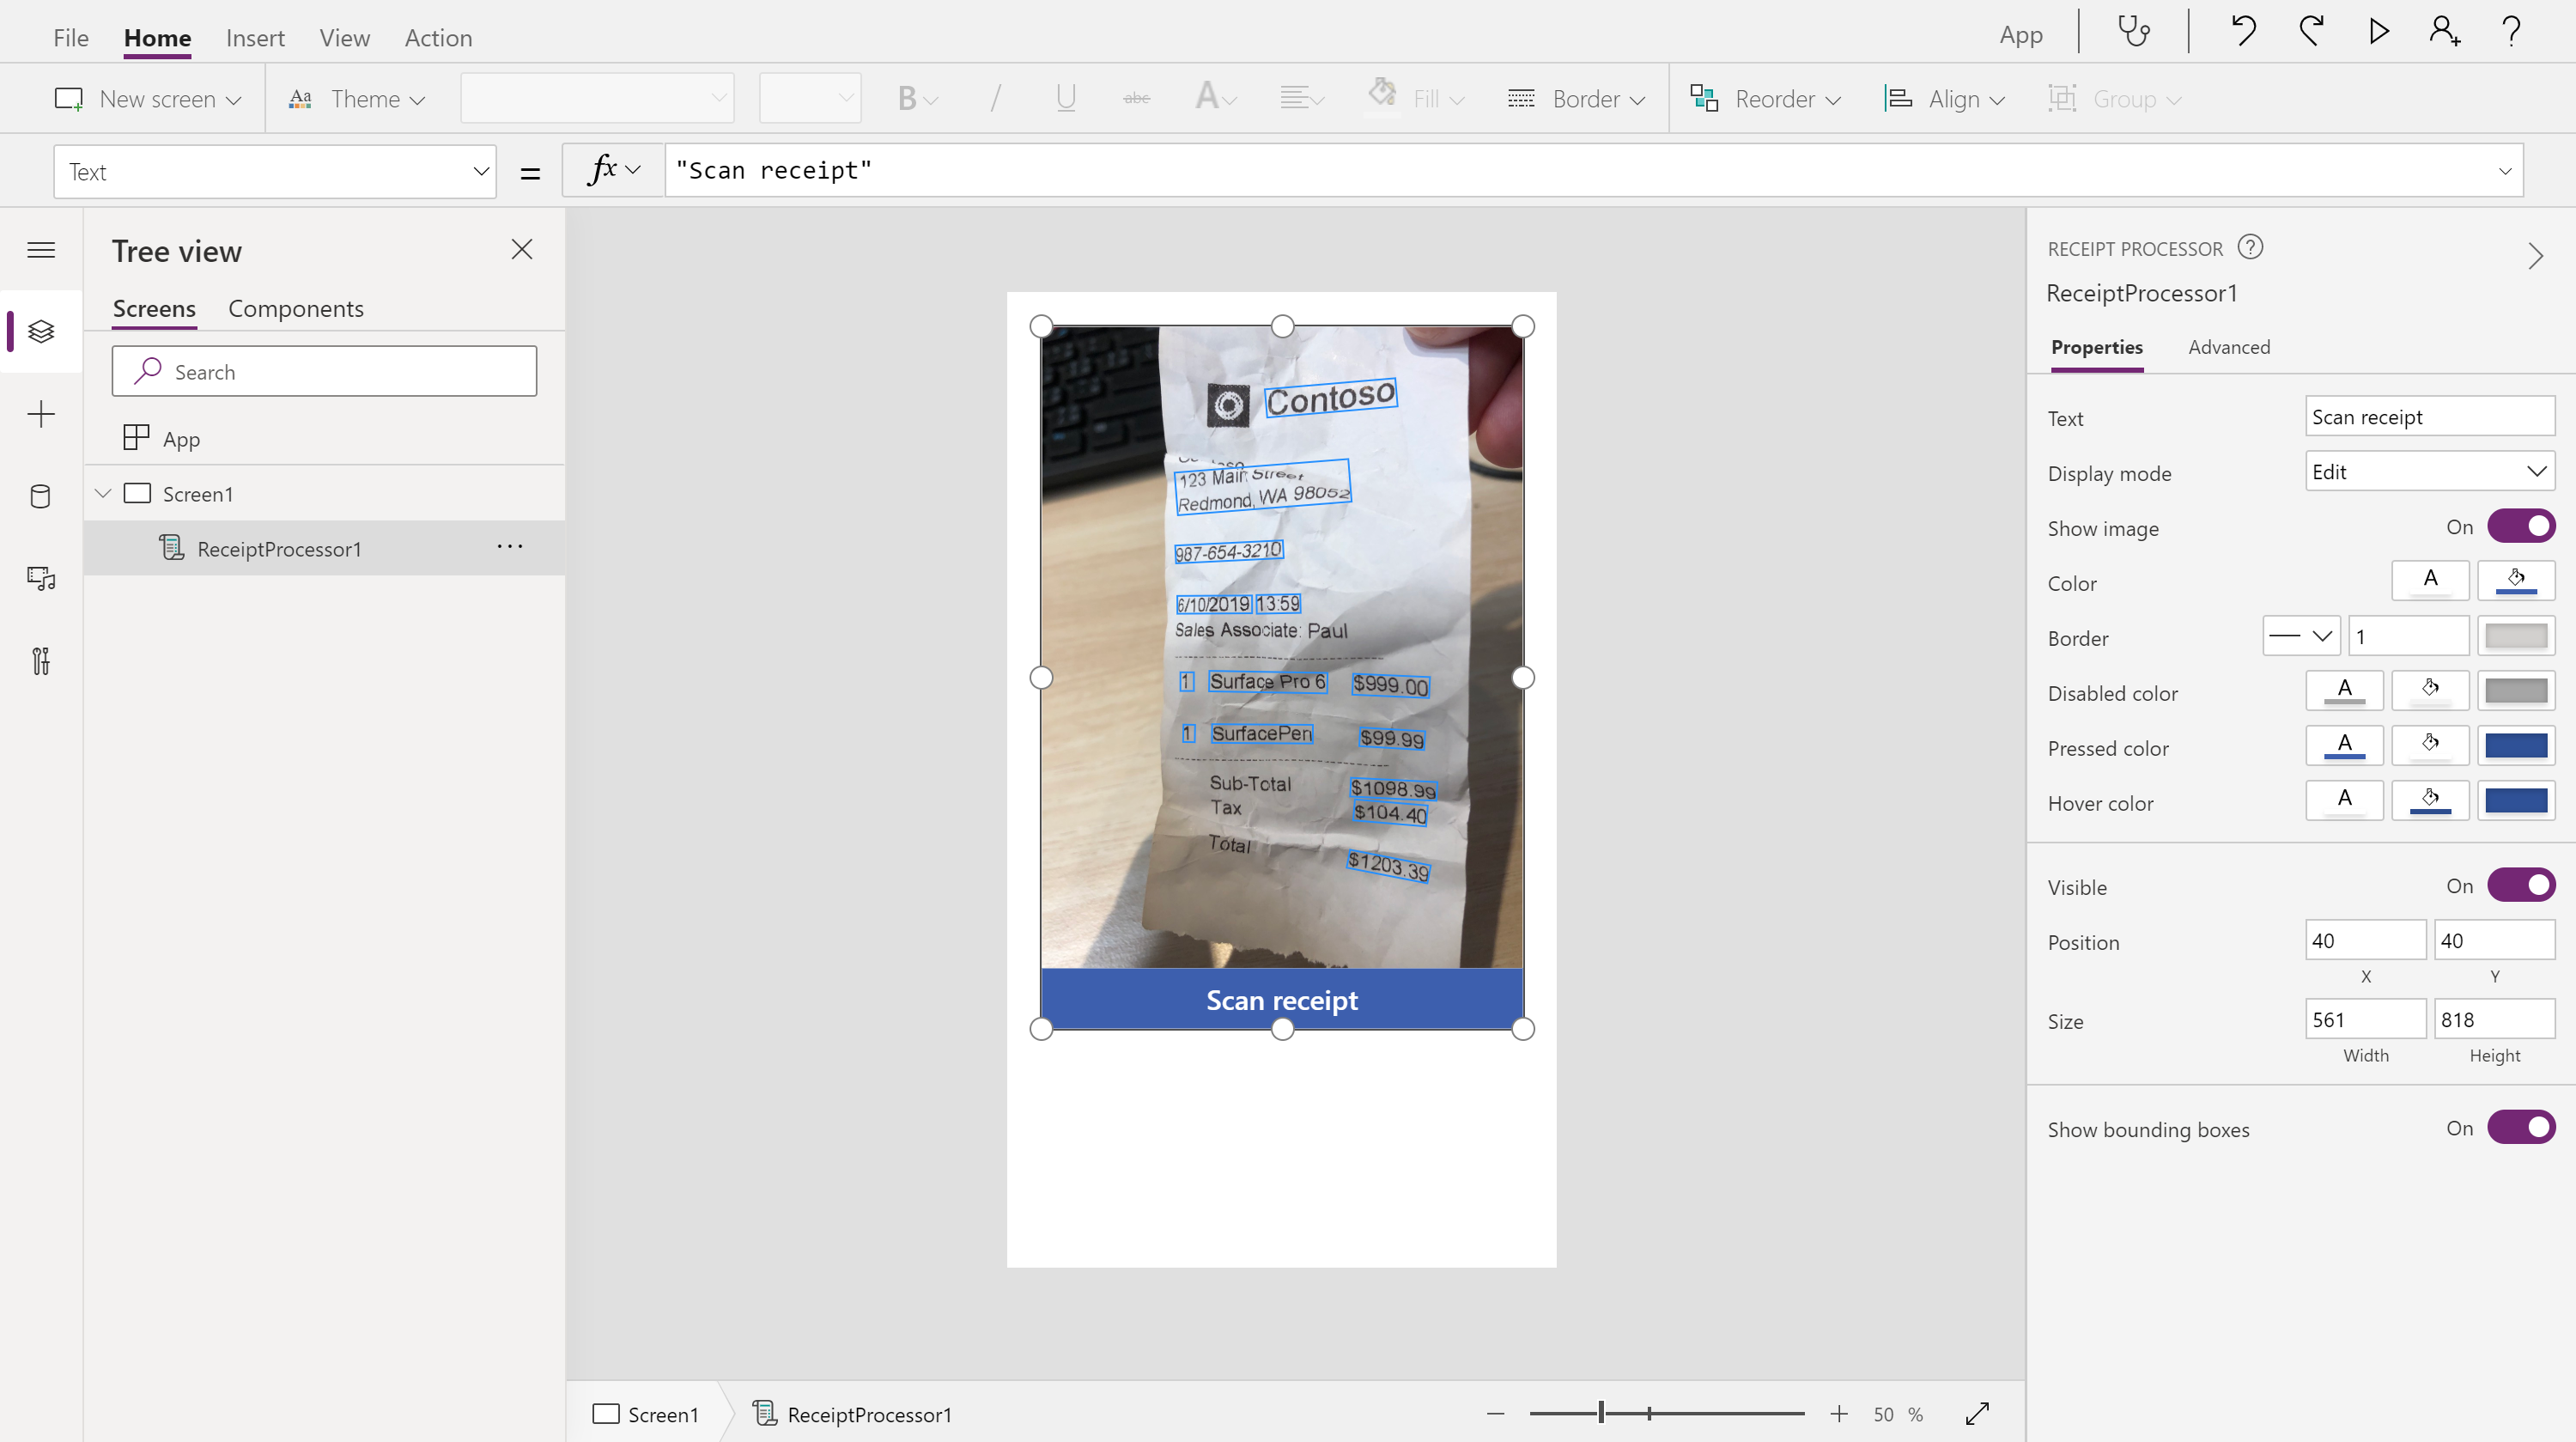 File Home Insert View Action App
New screen Theme B / U abc A Fill Border Reorder Align Group
Text = fx "Scan receipt"
Tree view
Screens Components
Search
App
Screen1
ReceiptProcessor1 ...
Contoso
123 Main Street
Redmond, WA 98052
987-654-3210
6/10/2019 13:59
Sales Associate: Paul
1 Surface Pro 6 $999.00
1 SurfacePen $99.99
Sub-Total $1098.99
Tax $104.40
Total $1203.39
Scan receipt
RECEIPT PROCESSOR ?
ReceiptProcessor1
Properties Advanced
Text Scan receipt
Display mode Edit
Show image On
Color A
Border 1
Disabled color A
Pressed color A
Hover color A
Visible On
Position 40 40
X Y
Size 561 818
Width Height
Show bounding boxes On
Screen1 ReceiptProcessor1 50 %